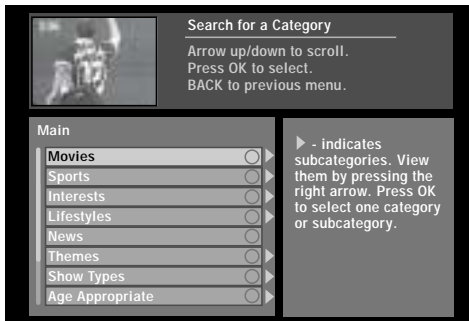 Search for a Category
Arrow up/down to scroll.
Press OK to select.
BACK to previous menu.
Main
Movies
Sports
Interests
Lifestyles
News
Themes
Show Types
Age Appropriate
- indicates
subcategories. View
them by pressing the
right arrow. Press OK
to select one category
or subcategory.